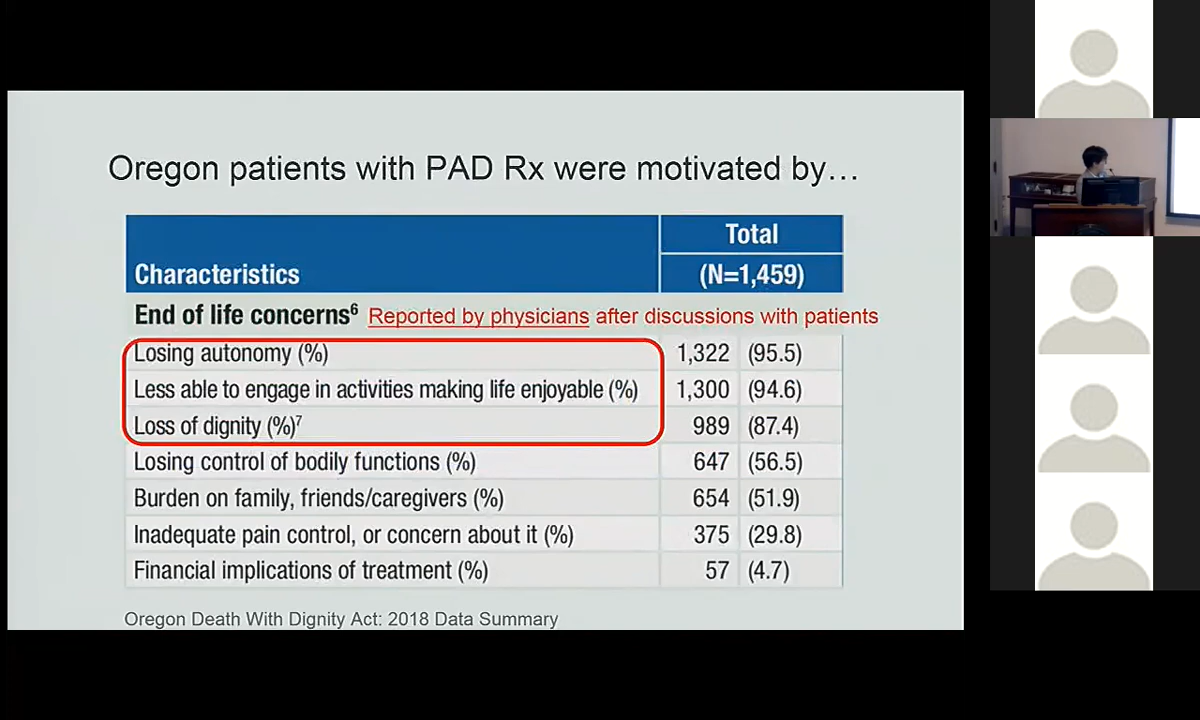 Oregon patients with PAD Rx were motivated by…
Total
Characteristics (N=1,459)
End of life concerns⁶ Reported by physicians after discussions with patients
Losing autonomy (%) 1,322 (95.5)
Less able to engage in activities making life enjoyable (%) 1,300 (94.6)
Loss of dignity (%)⁷ 989 (87.4)
Losing control of bodily functions (%) 647 (56.5)
Burden on family, friends/caregivers (%) 654 (51.9)
Inadequate pain control, or concern about it (%) 375 (29.8)
Financial implications of treatment (%) 57 (4.7)
Oregon Death With Dignity Act: 2018 Data Summary